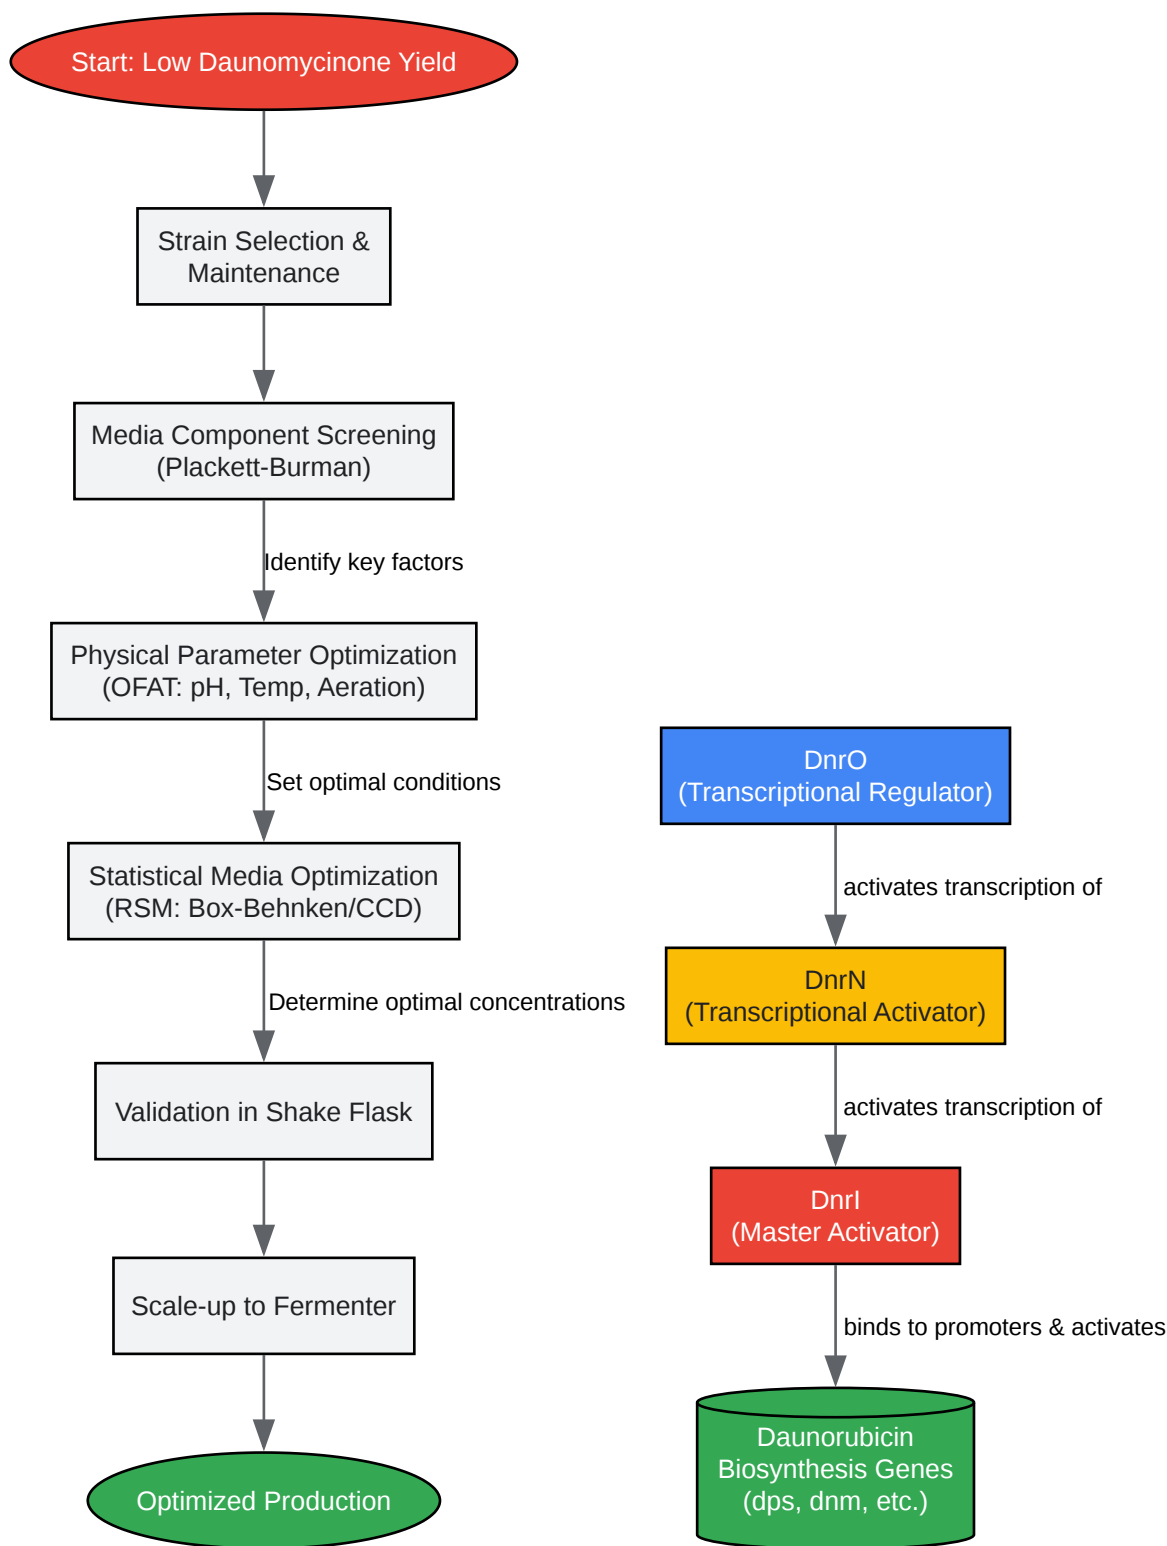 Start: Low Daunomycinone Yield
Strain Selection &
Maintenance
Media Component Screening
(Plackett-Burman)
Identify key factors
Physical Parameter Optimization
(OFAT: pH, Temp, Aeration)
Set optimal conditions
Statistical Media Optimization
(RSM: Box-Behnken/CCD)
Determine optimal concentrations
Validation in Shake Flask
Scale-up to Fermenter
Optimized Production
DnrO
(Transcriptional Regulator)
activates transcription of
DnrN
(Transcriptional Activator)
activates transcription of
DnrI
(Master Activator)
binds to promoters & activates
Daunorubicin
Biosynthesis Genes
(dps, dnm, etc.)